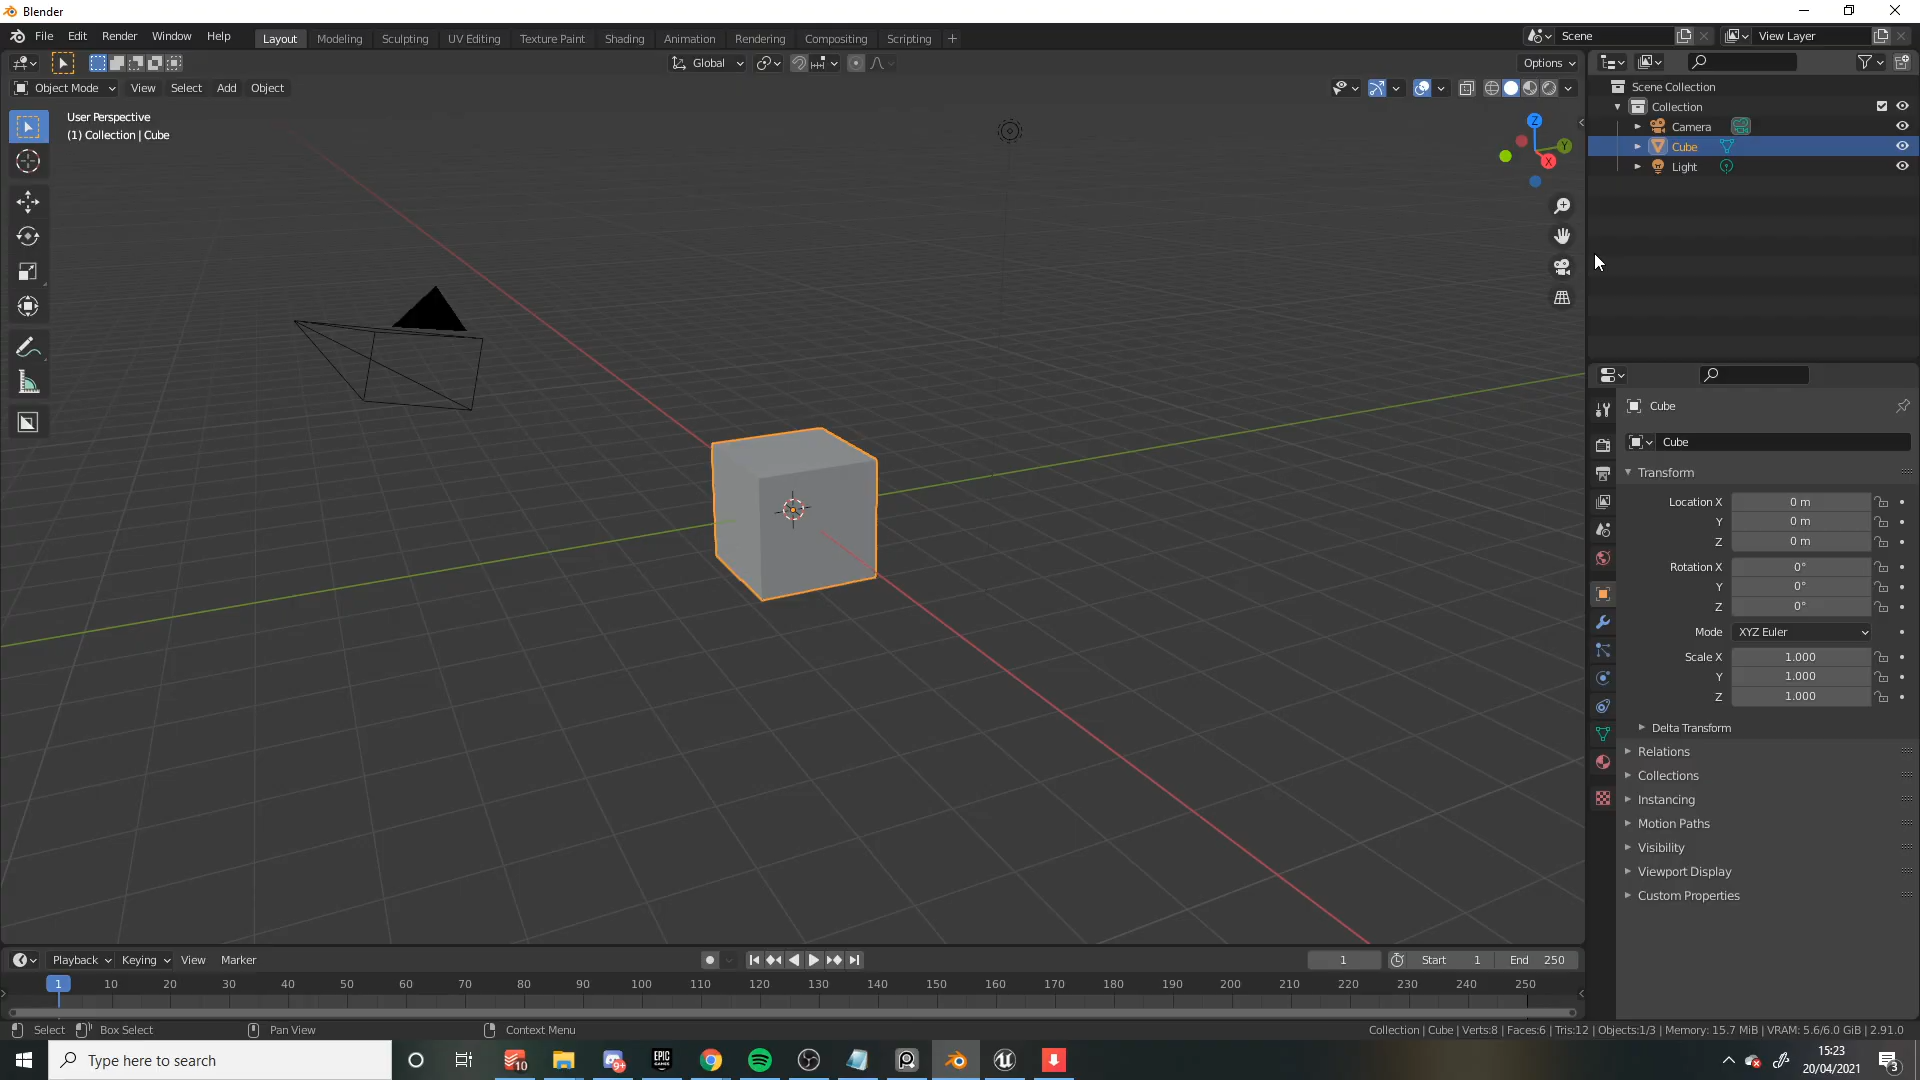 Blender
File Edit Render Window Help
Layout Modeling Sculpting UV Editing Texture Paint Shading Animation Rendering Compositing Scripting +
Scene
View Layer
Global
Options
Object Mode View Select Add Object
User Perspective
(1) Collection | Cube
Z
Y
X
Scene Collection
Collection
Camera
Cube
Light
Cube
Cube
Transform
Location X 0 m
Y 0 m
Z 0 m
Rotation X 0°
Y 0°
Z 0°
Mode XYZ Euler
Scale X 1.000
Y 1.000
Z 1.000
Delta Transform
Relations
Collections
Instancing
Motion Paths
Visibility
Viewport Display
Custom Properties
Playback Keying View Marker
1 Start 1 End 250
1 10 20 30 40 50 60 70 80 90 100 110 120 130 140 150 160 170 180 190 200 210 220 230 240 250
Select Box Select Pan View Context Menu
Collection | Cube | Verts:8 | Faces:6 | Tris:12 | Objects:1/3 | Memory: 15.7 MiB | VRAM: 5.6/6.0 GiB | 2.91.0
Type here to search
10
9+
EPIC
GAMES
15:23
20/04/2021
3